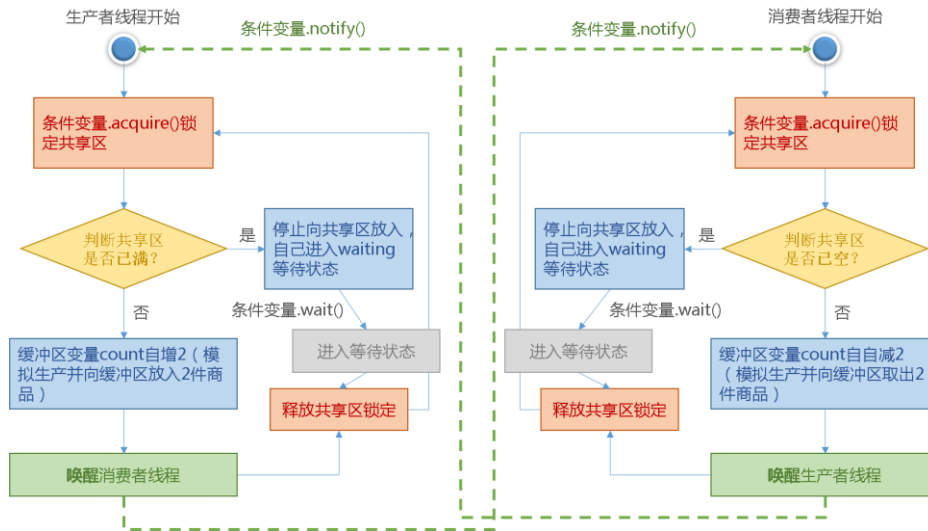 生产者线程开始
条件变量.notify()
条件变量.acquire()锁
定共享区
判断共享区
是否已满？
是
停止向共享区放入，
自己进入waiting
等待状态
否
条件变量.wait()
进入等待状态
缓冲区变量count自增2（模
拟生产并向缓冲区放入2件商
品）
释放共享区锁定
唤醒消费者线程
消费者线程开始
条件变量.notify()
条件变量.acquire()锁
定共享区
判断共享区
是否已空？
是
停止向共享区放入，
自己进入waiting
等待状态
否
条件变量.wait()
进入等待状态
缓冲区变量count自自减2
（模拟生产并向缓冲区取出2
件商品）
释放共享区锁定
唤醒生产者线程